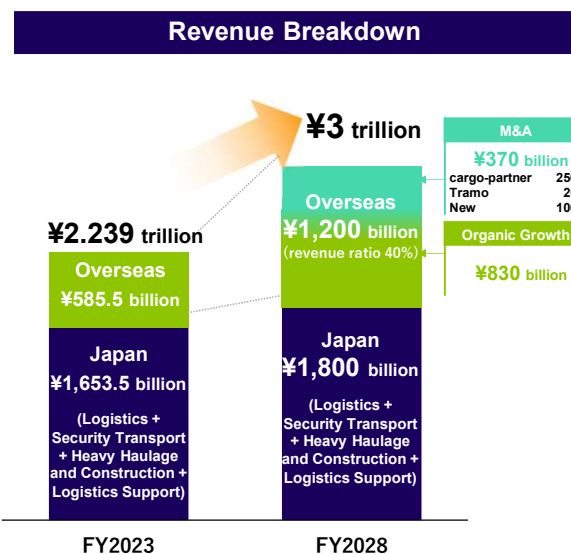 Revenue Breakdown
¥3 trillion
¥2.239 trillion
Overseas
¥585.5 billion
Japan
¥1,653.5 billion
(Logistics +
Security Transport
+ Heavy Haulage
and Construction +
Logistics Support)
FY2023
Overseas
¥1,200 billion
(revenue ratio 40%)
Japan
¥1,800 billion
(Logistics +
Security Transport
+ Heavy Haulage
and Construction +
Logistics Support)
FY2028
M&A
¥370 billion
cargo-partner
Tramo
New
Organic Growth
¥830 billion